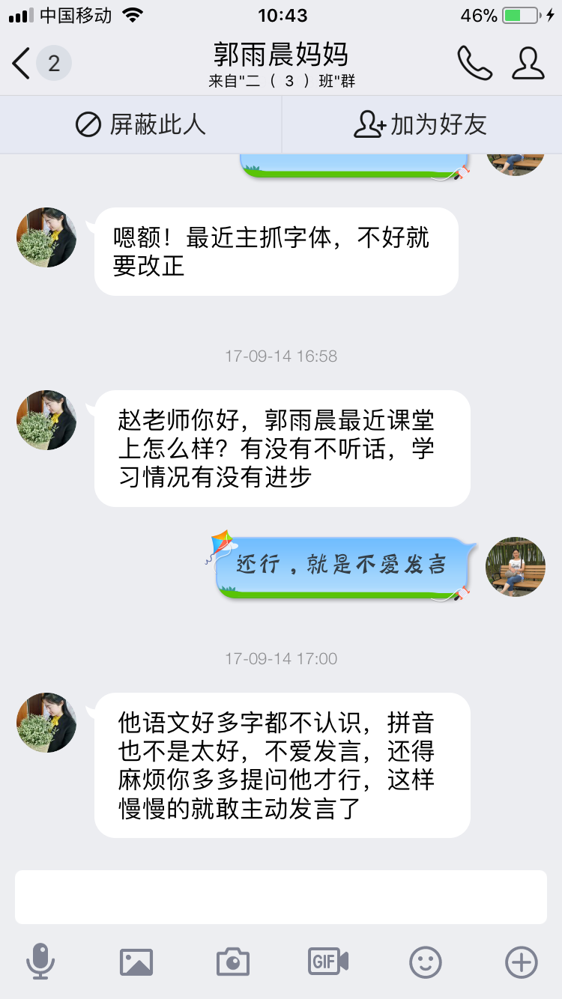 中国移动 10:43 46%
2 郭雨晨妈妈
来自"二（3）班"群
屏蔽此人 加为好友
嗯额！最近主抓字体，不好就
要改正
17-09-14 16:58
赵老师你好，郭雨晨最近课堂
上怎么样？有没有不听话，学
习情况有没有进步
还行，就是不爱发言
17-09-14 17:00
他语文好多字都不认识，拼音
也不是太好，不爱发言，还得
麻烦你多多提问他才行，这样
慢慢的就敢主动发言了
GIF